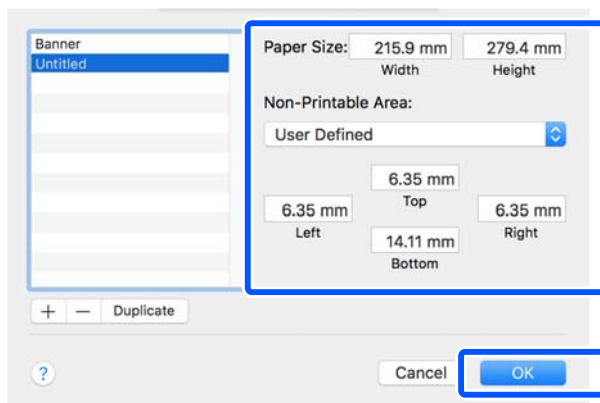 Banner
Untitled
Paper Size: 215.9 mm 279.4 mm
Width Height
Non-Printable Area:
User Defined
6.35 mm
Top
6.35 mm 6.35 mm
Left Right
14.11 mm
Bottom
+ − Duplicate
? Cancel OK